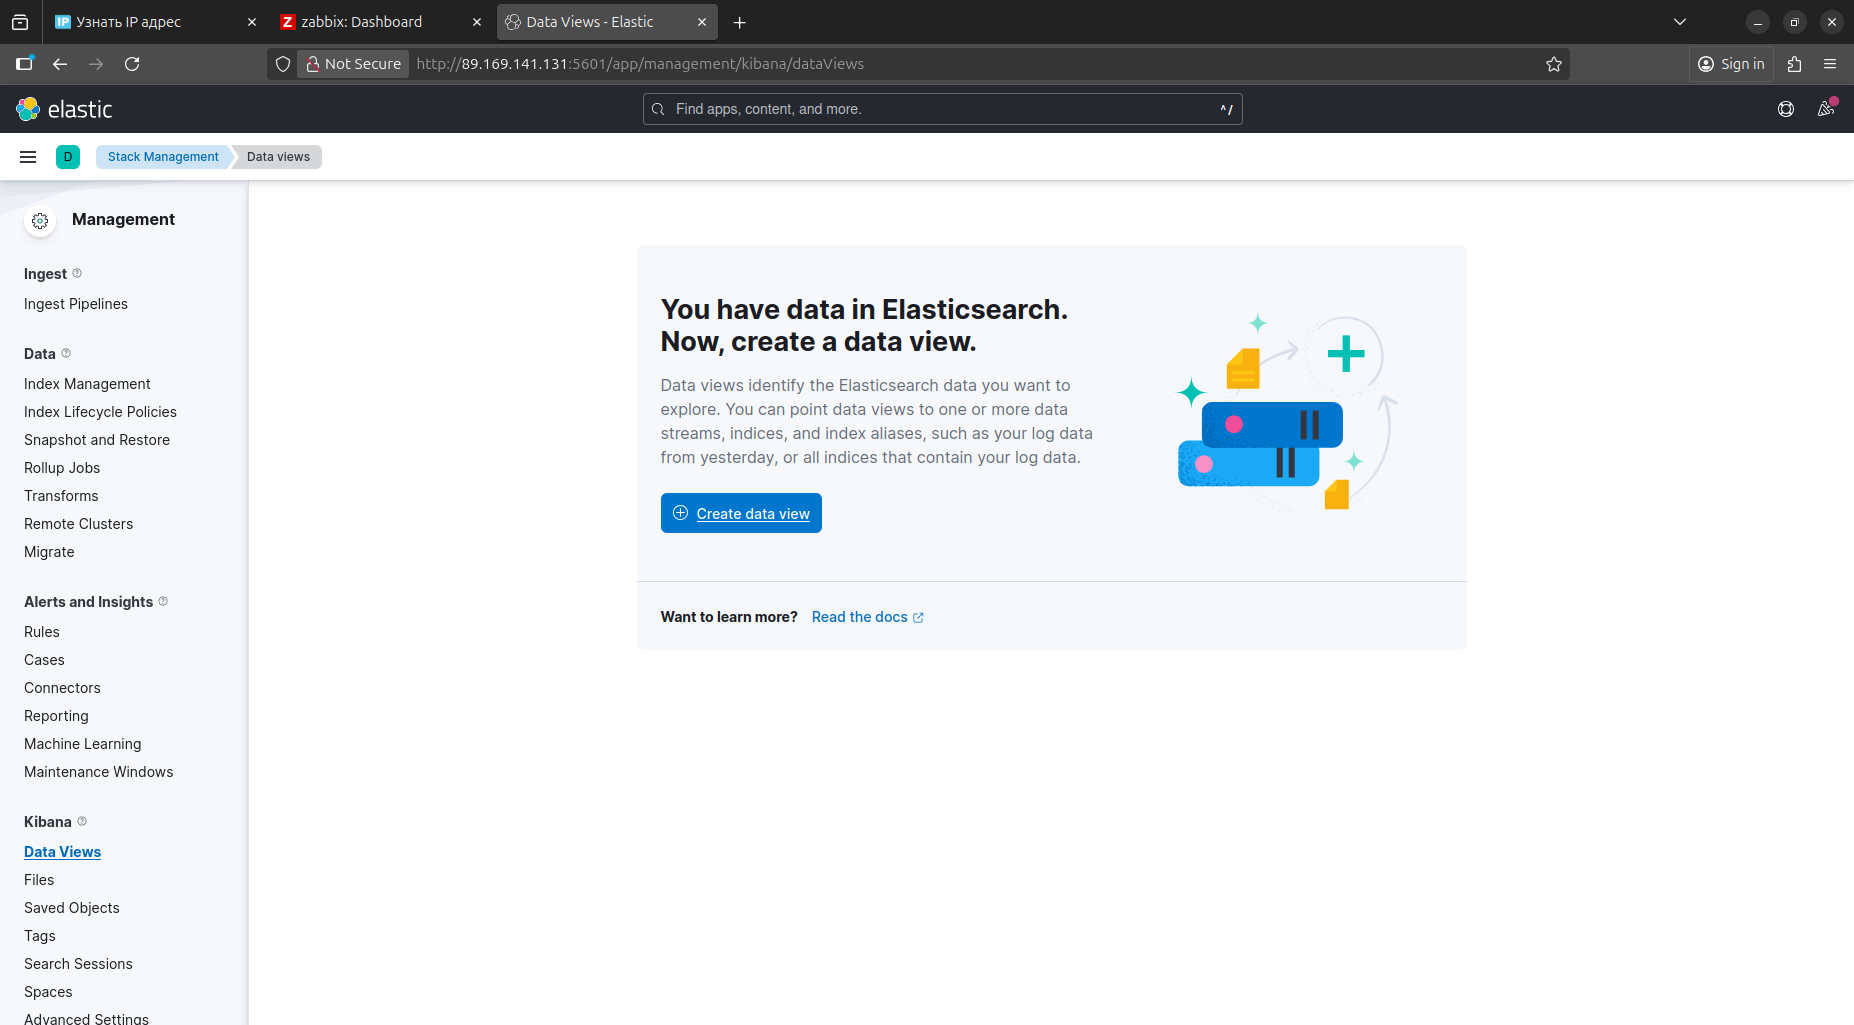 Узнать IP адрес
zabbix: Dashboard
Data Views - Elastic
Not Secure
http://89.169.141.131:5601/app/management/kibana/dataViews
Sign in
elastic
Find apps, content, and more.
^/
D
Stack Management
Data views
Management
Ingest
Ingest Pipelines
Data
Index Management
Index Lifecycle Policies
Snapshot and Restore
Rollup Jobs
Transforms
Remote Clusters
Migrate
Alerts and Insights
Rules
Cases
Connectors
Reporting
Machine Learning
Maintenance Windows
Kibana
Data Views
Files
Saved Objects
Tags
Search Sessions
Spaces
Advanced Settings
You have data in Elasticsearch.
Now, create a data view.
Data views identify the Elasticsearch data you want to
explore. You can point data views to one or more data
streams, indices, and index aliases, such as your log data
from yesterday, or all indices that contain your log data.
Create data view
Want to learn more? Read the docs